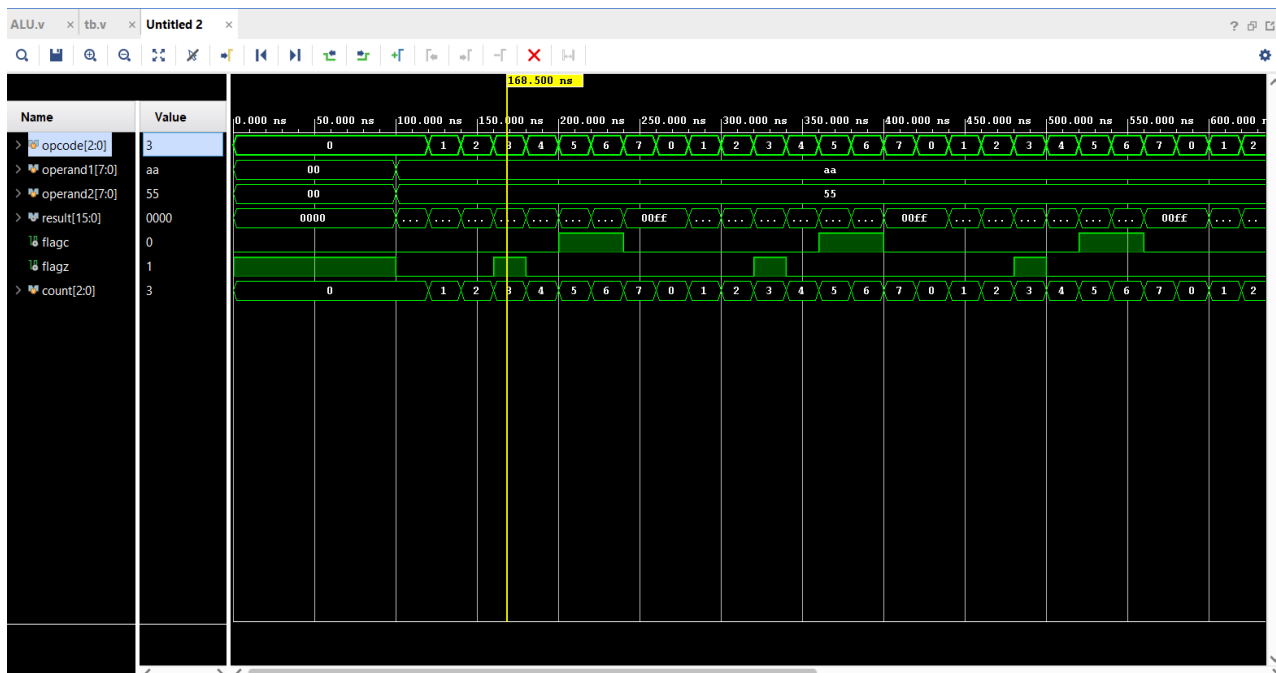 ALU.v × tb.v × Untitled 2 ×
168.500 ns
Name Value
0.000 ns 50.000 ns 100.000 ns 150.000 ns 200.000 ns 250.000 ns 300.000 ns 350.000 ns 400.000 ns 450.000 ns 500.000 ns 550.000 ns 600.000 n
opcode[2:0] 3 0 1 2 3 4 5 6 7 0 1 2 3 4 5 6 7 0 1 2 3 4 5 6 7 0 1 2
operand1[7:0] aa 00 aa
operand2[7:0] 55 00 55
result[15:0] 0000 0000 ... ... ... ... ... ... ... 00ff ... ... ... ... ... ... 00ff ... ... ... ... ... ... 00ff ... ..
flagc 0
flagz 1
count[2:0] 3 0 1 2 3 4 5 6 7 0 1 2 3 4 5 6 7 0 1 2 3 4 5 6 7 0 1 2